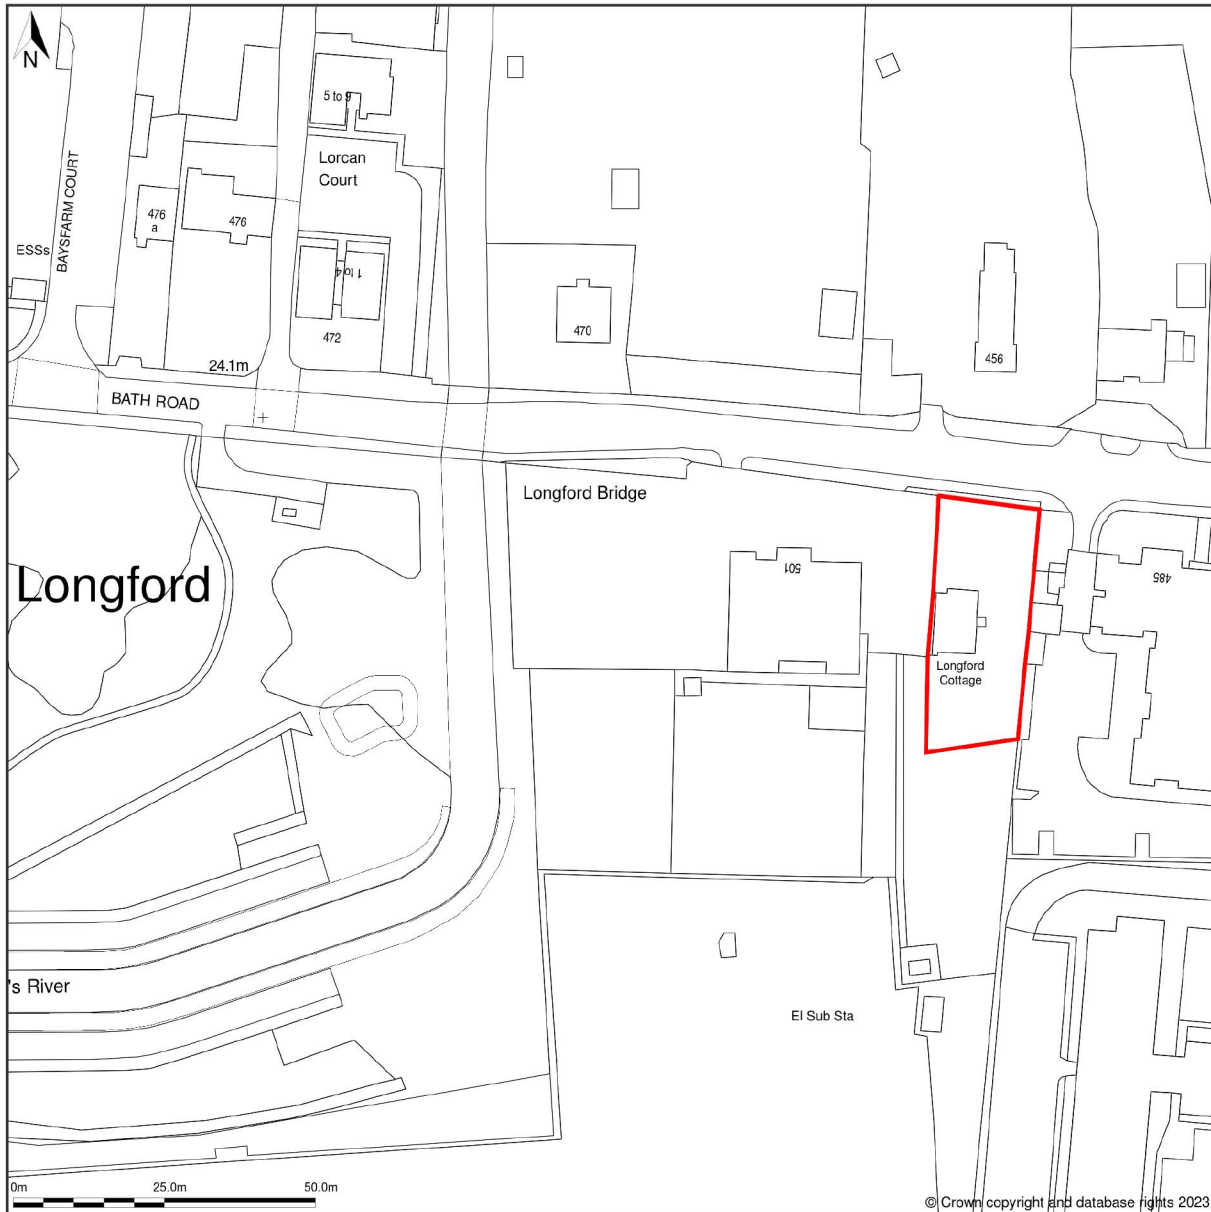 N
5 to 9
Lorcan
Court
BAYSFARM COURT
476
a
476
ESSs
1 to 4
472
470
456
24.1m
BATH ROAD
Longford Bridge
Longford
501
485
Longford
Cottage
's River
El Sub Sta
0m
25.0m
50.0m
© Crown copyright and database rights 2023